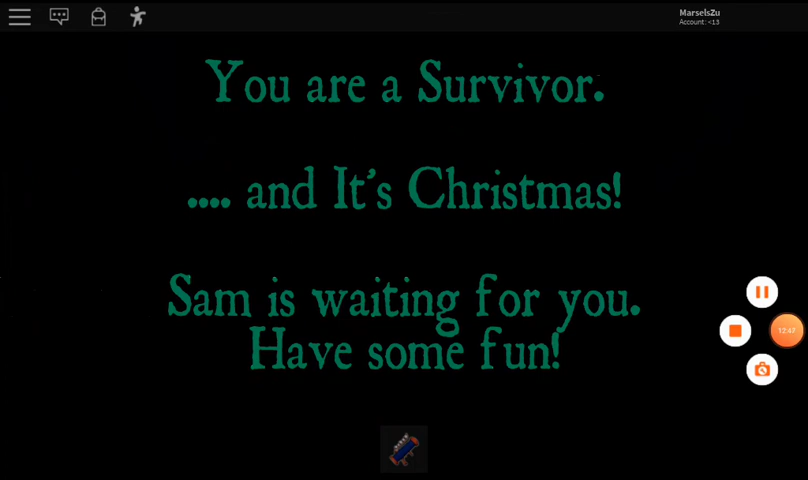 MarselsZu
Account: <13
You are a Survivor.
.... and It's Christmas!
Sam is waiting for you.
Have some fun!
12:47